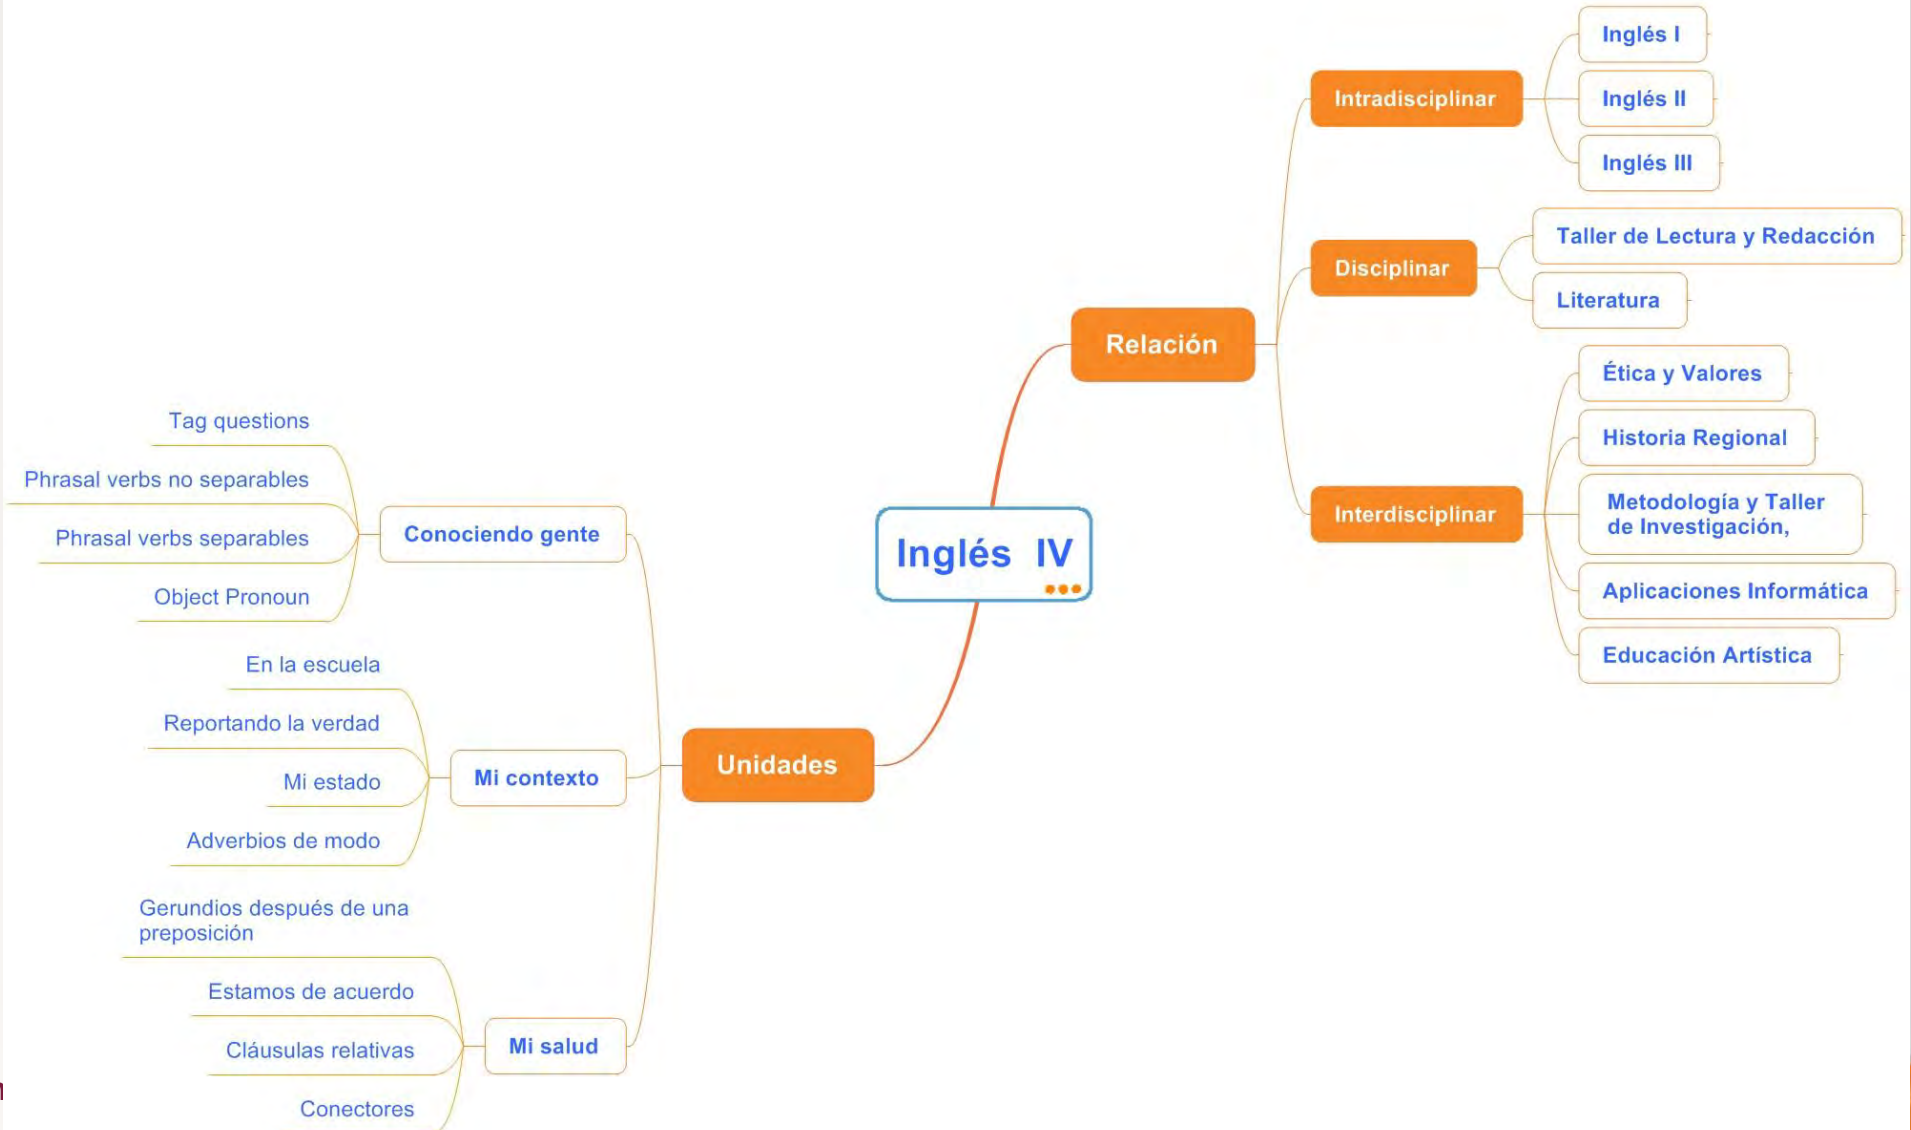 Inglés IV
Relación
Intradisciplinar
Inglés I
Inglés II
Inglés III
Disciplinar
Taller de Lectura y Redacción
Literatura
Interdisciplinar
Ética y Valores
Historia Regional
Metodología y Taller
de Investigación,
Aplicaciones Informática
Educación Artística
Unidades
Conociendo gente
Tag questions
Phrasal verbs no separables
Phrasal verbs separables
Object Pronoun
Mi contexto
En la escuela
Reportando la verdad
Mi estado
Adverbios de modo
Mi salud
Gerundios después de una
preposición
Estamos de acuerdo
Cláusulas relativas
Conectores